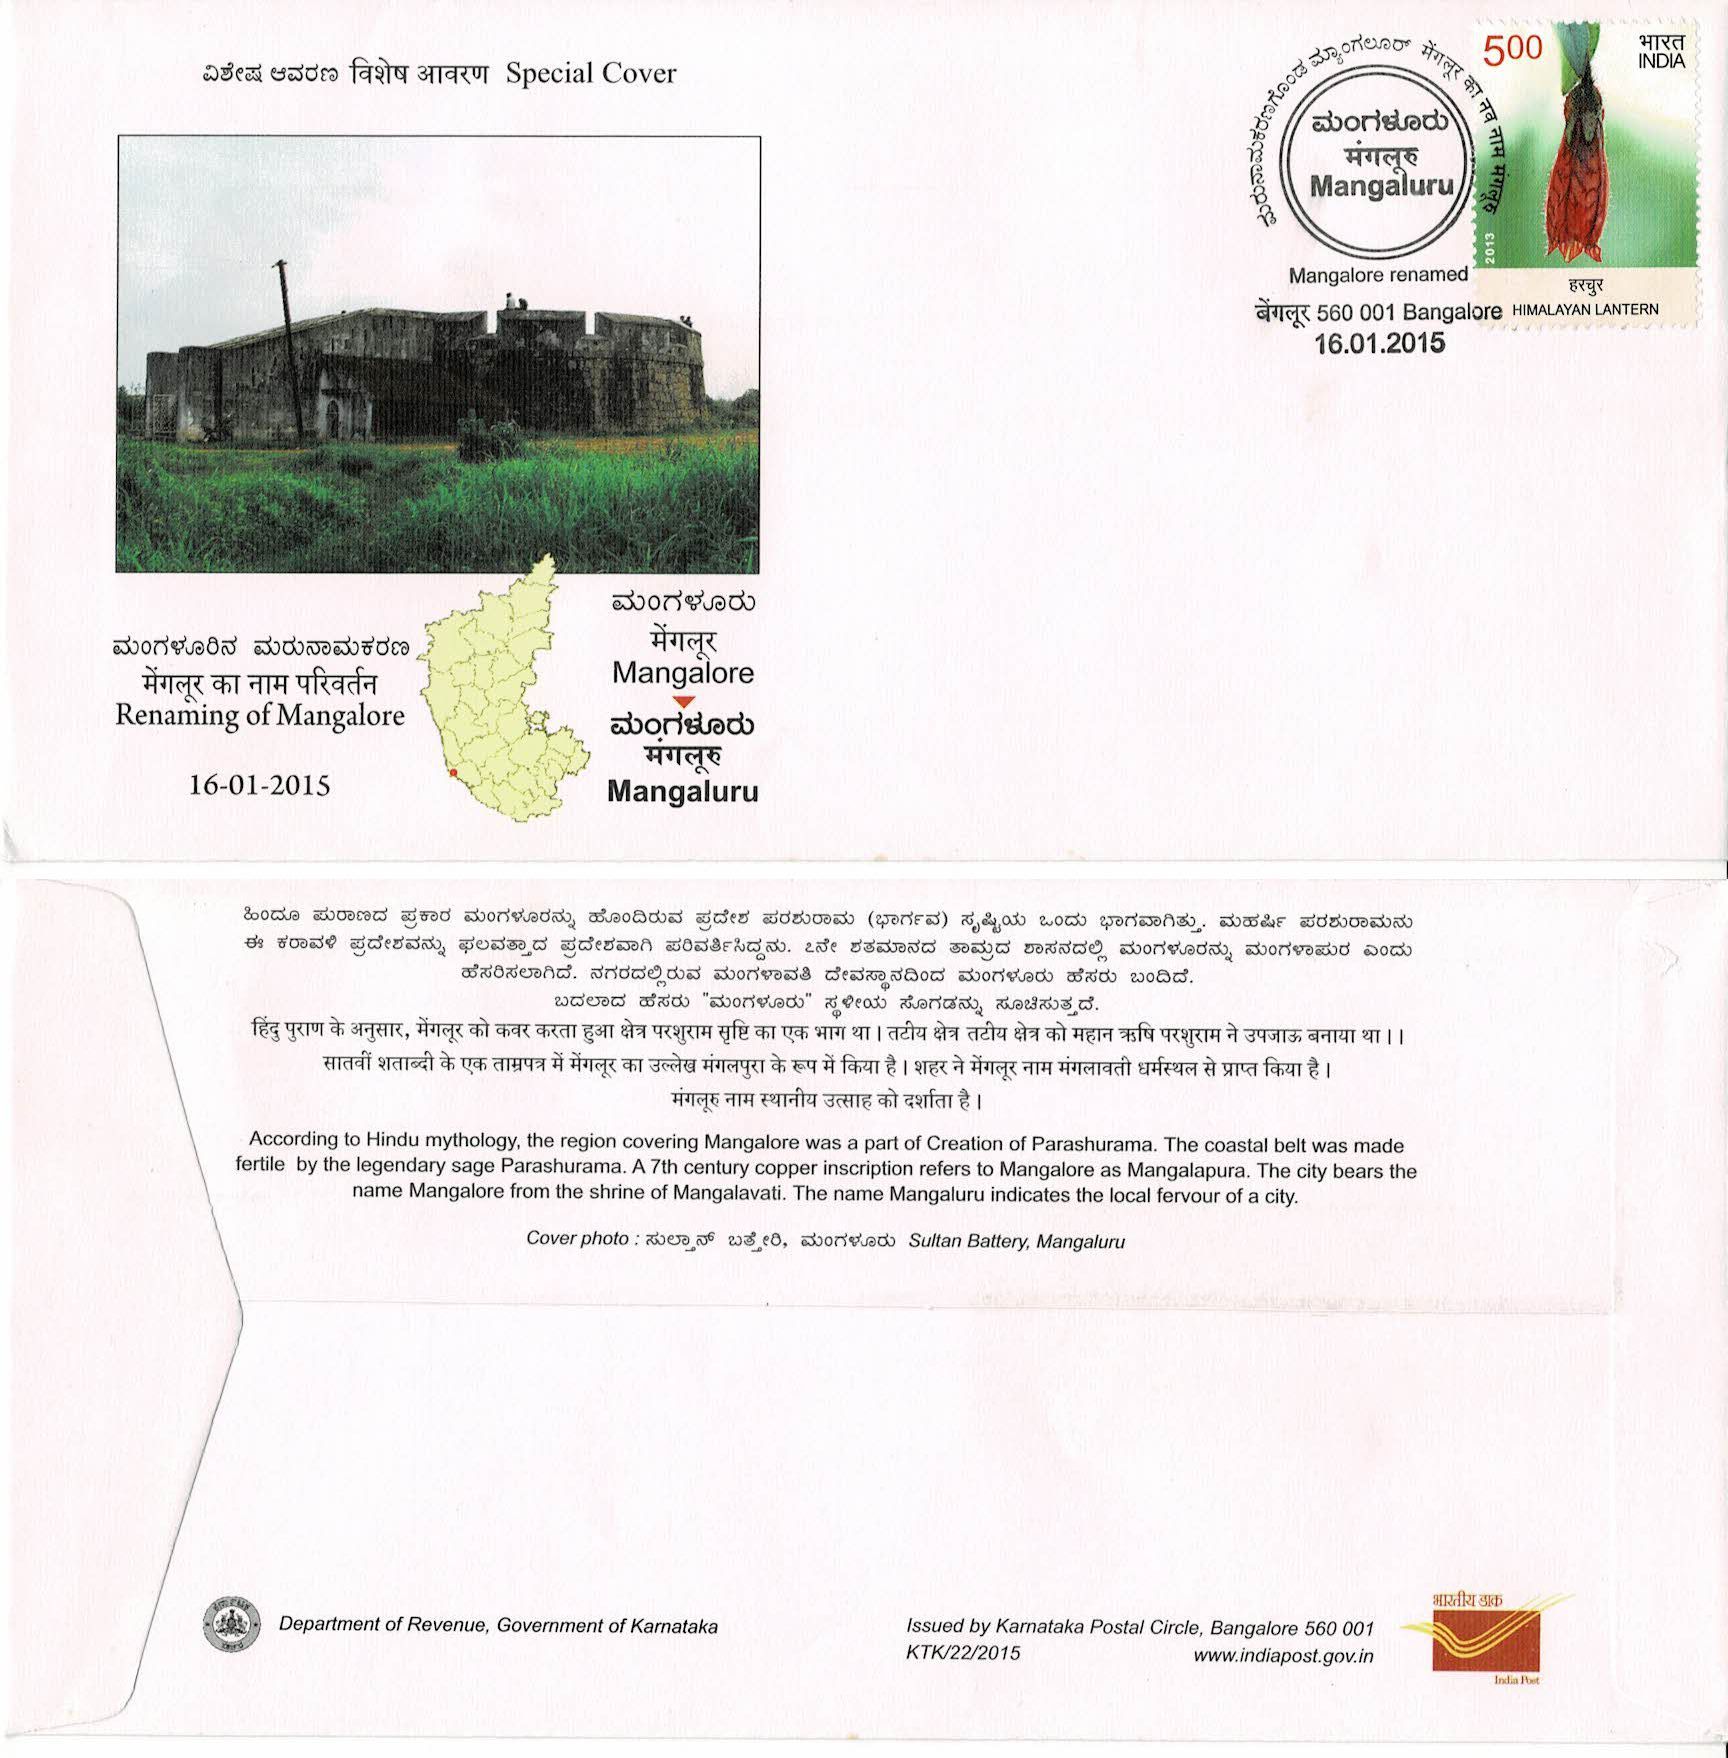 ವಿಶೇಷ ಆವರಣ विशेष आवरण Special Cover
ಮರುನಾಮಕರಣಗೊಂಡ ಮ್ಯಾಂಗಲೂರ್ मेंगलूर का नव नाम मंगलूरु
ಮಂಗಳೂರು
मंगलूरु
Mangaluru
Mangalore renamed
बेंगलूर 560 001 Bangalore
16.01.2015
500
भारत
INDIA
2013
हरचुर
HIMALAYAN LANTERN
ಮಂಗಳೂರಿನ ಮರುನಾಮಕರಣ
मेंगलूर का नाम परिवर्तन
Renaming of Mangalore
16-01-2015
ಮಂಗಳೂರು
मेंगलूर
Mangalore
ಮಂಗಳೂರು
मंगलूरु
Mangaluru
ಹಿಂದೂ ಪುರಾಣದ ಪ್ರಕಾರ ಮಂಗಳೂರನ್ನು ಹೊಂದಿರುವ ಪ್ರದೇಶ ಪರಶುರಾಮ (ಭಾರ್ಗವ) ಸೃಷ್ಟಿಯ ಒಂದು ಭಾಗವಾಗಿತ್ತು. ಮಹರ್ಷಿ ಪರಶುರಾಮನು
ಈ ಕರಾವಳಿ ಪ್ರದೇಶವನ್ನು ಫಲವತ್ತಾದ ಪ್ರದೇಶವಾಗಿ ಪರಿವರ್ತಿಸಿದ್ದನು. ೭ನೇ ಶತಮಾನದ ತಾಮ್ರದ ಶಾಸನದಲ್ಲಿ ಮಂಗಳೂರನ್ನು ಮಂಗಳಾಪುರ ಎಂದು
ಹೆಸರಿಸಲಾಗಿದೆ. ನಗರದಲ್ಲಿರುವ ಮಂಗಳಾವತಿ ದೇವಸ್ಥಾನದಿಂದ ಮಂಗಳೂರು ಹೆಸರು ಬಂದಿದೆ.
ಬದಲಾದ ಹೆಸರು "ಮಂಗಳೂರು" ಸ್ಥಳೀಯ ಸೊಗಡನ್ನು ಸೂಚಿಸುತ್ತದೆ.
हिंदु पुराण के अनुसार, मेंगलूर को कवर करता हुआ क्षेत्र परशुराम सृष्टि का एक भाग था। तटीय क्षेत्र तटीय क्षेत्र को महान ऋषि परशुराम ने उपजाऊ बनाया था।।
सातवीं शताब्दी के एक ताम्रपत्र में मेंगलूर का उल्लेख मंगलपुरा के रूप में किया है। शहर ने मेंगलूर नाम मंगलावती धर्मस्थल से प्राप्त किया है।
मंगलूरु नाम स्थानीय उत्साह को दर्शाता है।
According to Hindu mythology, the region covering Mangalore was a part of Creation of Parashurama. The coastal belt was made
fertile by the legendary sage Parashurama. A 7th century copper inscription refers to Mangalore as Mangalapura. The city bears the
name Mangalore from the shrine of Mangalavati. The name Mangaluru indicates the local fervour of a city.
Cover photo : ಸುಲ್ತಾನ್ ಬತ್ತೇರಿ, ಮಂಗಳೂರು Sultan Battery, Mangaluru
Department of Revenue, Government of Karnataka
Issued by Karnataka Postal Circle, Bangalore 560 001
KTK/22/2015 www.indiapost.gov.in
भारतीय डाक
India Post